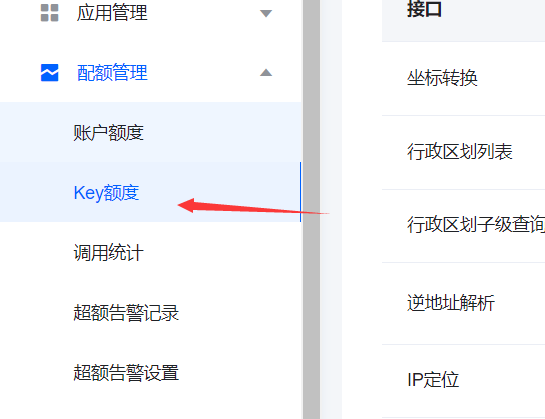 应用管理
配额管理
账户额度
Key额度
调用统计
超额告警记录
超额告警设置
接口
坐标转换
行政区划列表
行政区划子级查询
逆地址解析
IP定位